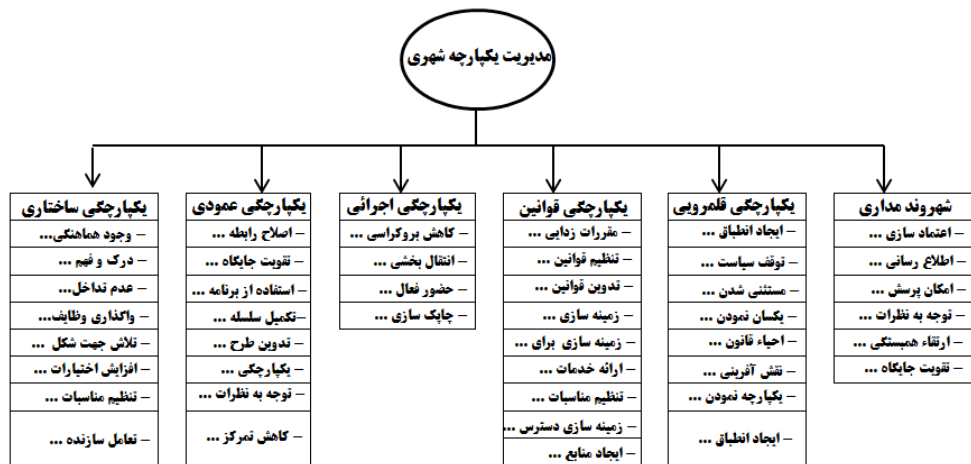 مدیریت یکپارچه شهری
شهروند مداری
– اعتماد سازی ...
– اطلاع رسانی ...
– امکان پرسش ...
– توجه به نظرات ...
– ارتقاء همبستگی ...
– تقویت جایگاه ...
یکپارچگی قلمرویی
– ایجاد انطباق ...
– توقف سیاست ...
– مستثنی شدن ...
– یکسان نمودن ...
– احیاء قانون ...
– نقش آفرینی ...
– یکپارچه نمودن ...
– ایجاد انطباق ...
یکپارچگی قوانین
– مقررات زدایی ...
– تنظیم قوانین ...
– تدوین قوانین ...
– زمینه سازی ...
– زمینه سازی برای ...
– ارائه خدمات ...
– تنظیم مناسبات ...
– زمینه سازی دسترس ...
– ایجاد منابع ...
یکپارچگی اجرائی
– کاهش بروکراسی ...
– انتقال بخشی ...
– حضور فعال ...
– چابک سازی ...
یکپارچگی عمودی
– اصلاح رابطه ...
– تقویت جایگاه ...
– استفاده از برنامه ...
–تکمیل سلسله ...
– تدوین طرح ...
– یکپارچگی ...
– توجه به نظرات ...
– کاهش تمرکز ...
یکپارچگی ساختاری
– وجود هماهنگی...
– درک و فهم ...
– عدم تداخل...
– واگذاری وظایف...
– تلاش جهت شکل ...
– افزایش اختیارات ...
– تنظیم مناسبات ...
– تعامل سازنده ...